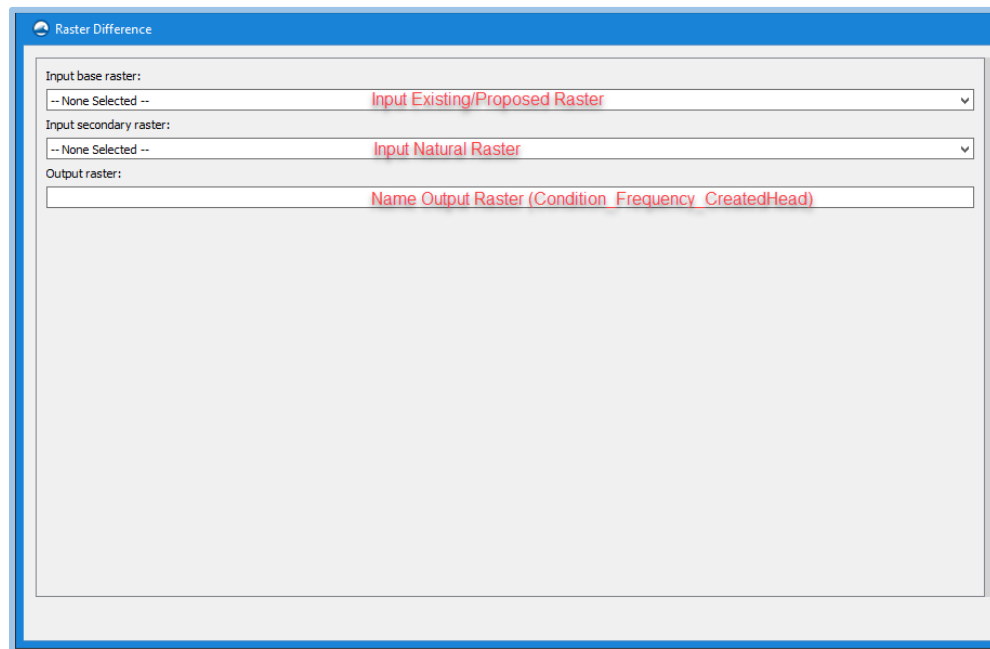 Raster Difference
Input base raster:
-- None Selected -- Input Existing/Proposed Raster
Input secondary raster:
-- None Selected -- Input Natural Raster
Output raster:
Name Output Raster (Condition_Frequency_CreatedHead)